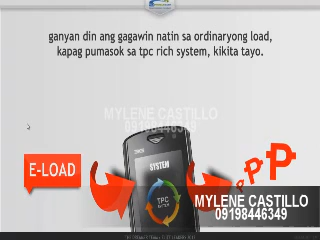 ganyan din ang gagawin natin sa ordinaryong load,
kapag pumasok sa tpc rich system, kikita tayo.
MYLENE CASTILLO
09198446349
E-LOAD
SYSTEM
TPC
₱₱₱
MYLENE CASTILLO
09198446349